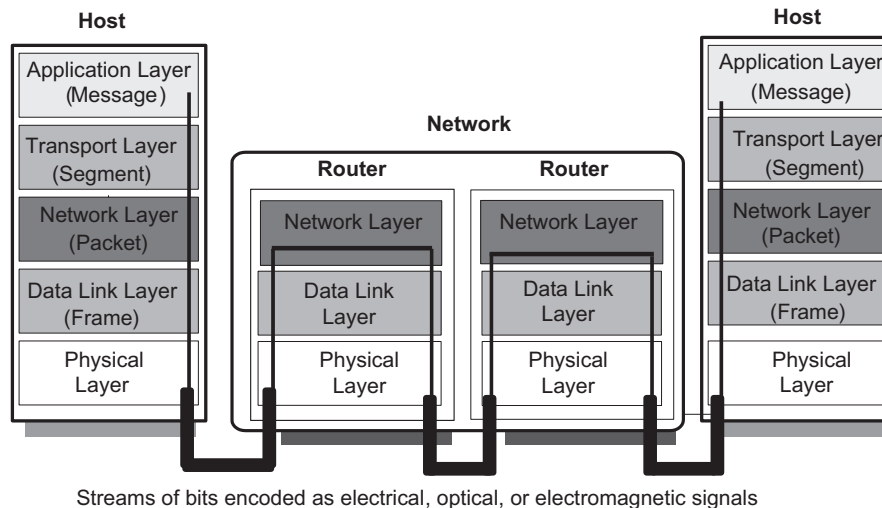 Host
Application Layer
(Message)
Transport Layer
(Segment)
Network Layer
(Packet)
Data Link Layer
(Frame)
Physical
Layer
Network
Router
Network Layer
Data Link
Layer
Physical
Layer
Router
Network Layer
Data Link
Layer
Physical
Layer
Host
Application Layer
(Message)
Transport Layer
(Segment)
Network Layer
(Packet)
Data Link Layer
(Frame)
Physical
Layer
Streams of bits encoded as electrical, optical, or electromagnetic signals